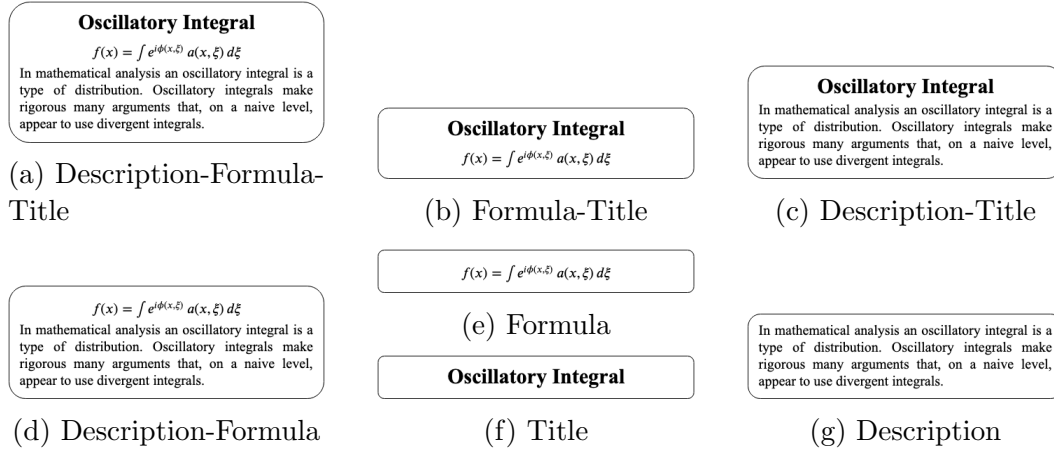 Oscillatory Integral
f(x) = ∫ e^{iϕ(x,ξ)} a(x, ξ) dξ
In mathematical analysis an oscillatory integral is a
type of distribution. Oscillatory integrals make
rigorous many arguments that, on a naive level,
appear to use divergent integrals.
(a) Description-Formula-
Title
Oscillatory Integral
f(x) = ∫ e^{iϕ(x,ξ)} a(x, ξ) dξ
(b) Formula-Title
Oscillatory Integral
In mathematical analysis an oscillatory integral is a
type of distribution. Oscillatory integrals make
rigorous many arguments that, on a naive level,
appear to use divergent integrals.
(c) Description-Title
f(x) = ∫ e^{iϕ(x,ξ)} a(x, ξ) dξ
In mathematical analysis an oscillatory integral is a
type of distribution. Oscillatory integrals make
rigorous many arguments that, on a naive level,
appear to use divergent integrals.
(d) Description-Formula
f(x) = ∫ e^{iϕ(x,ξ)} a(x, ξ) dξ
(e) Formula
Oscillatory Integral
(f) Title
In mathematical analysis an oscillatory integral is a
type of distribution. Oscillatory integrals make
rigorous many arguments that, on a naive level,
appear to use divergent integrals.
(g) Description